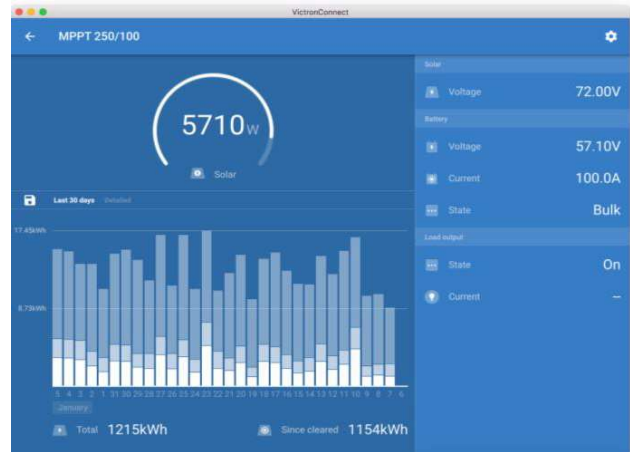 VictronConnect
MPPT 250/100
5710W
Solar
Last 30 days Detailed
17.45kWh
8.73kWh
5 4 3 2 1 31 30 29 28 27 26 25 24 23 22 21 20 19 18 17 16 15 14 13 12 11 10 9 8 7 6
January
Total 1215kWh
Since cleared 1154kWh
Solar
Voltage 72.00V
Battery
Voltage 57.10V
Current 100.0A
State Bulk
Load output
State On
Current --